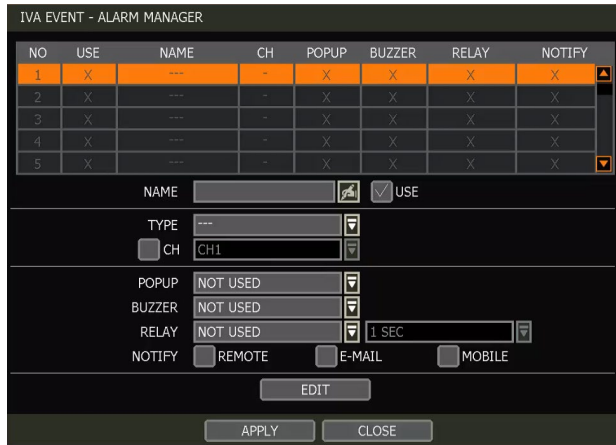 IVA EVENT - ALARM MANAGER
NO USE NAME CH POPUP BUZZER RELAY NOTIFY
1 X --- - X X X X
2 X --- - X X X X
3 X --- - X X X X
4 X --- - X X X X
5 X --- - X X X X
NAME USE
TYPE ---
CH CH1
POPUP NOT USED
BUZZER NOT USED
RELAY NOT USED 1 SEC
NOTIFY REMOTE E-MAIL MOBILE
EDIT
APPLY CLOSE